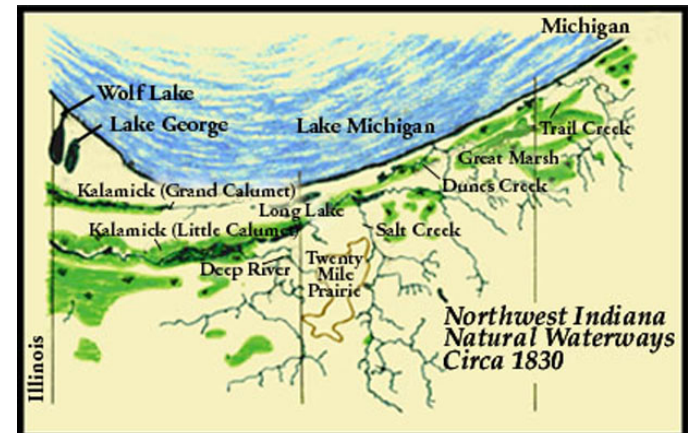 Michigan
Wolf Lake
Lake George
Lake Michigan
Trail Creek
Great Marsh
Dunes Creek
Kalamick (Grand Calumet)
Long Lake
Kalamick (Little Calumet)
Salt Creek
Deep River
Twenty
Mile
Prairie
Northwest Indiana
Natural Waterways
Circa 1830
Illinois